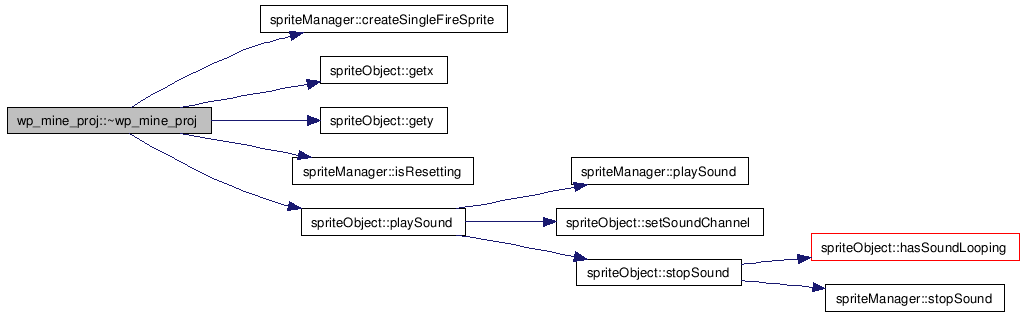 spriteManager::createSingleFireSprite
spriteObject::getx
wp_mine_proj::~wp_mine_proj
spriteObject::gety
spriteManager::isResetting
spriteManager::playSound
spriteObject::playSound
spriteObject::setSoundChannel
spriteObject::hasSoundLooping
spriteObject::stopSound
spriteManager::stopSound